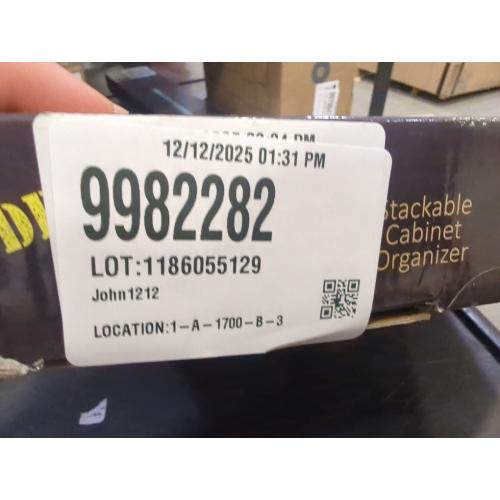 12/12/2025 01:31 PM
9982282
LOT:1186055129
John1212
LOCATION:1-A-1700-B-3
Stackable
Cabinet
Organizer